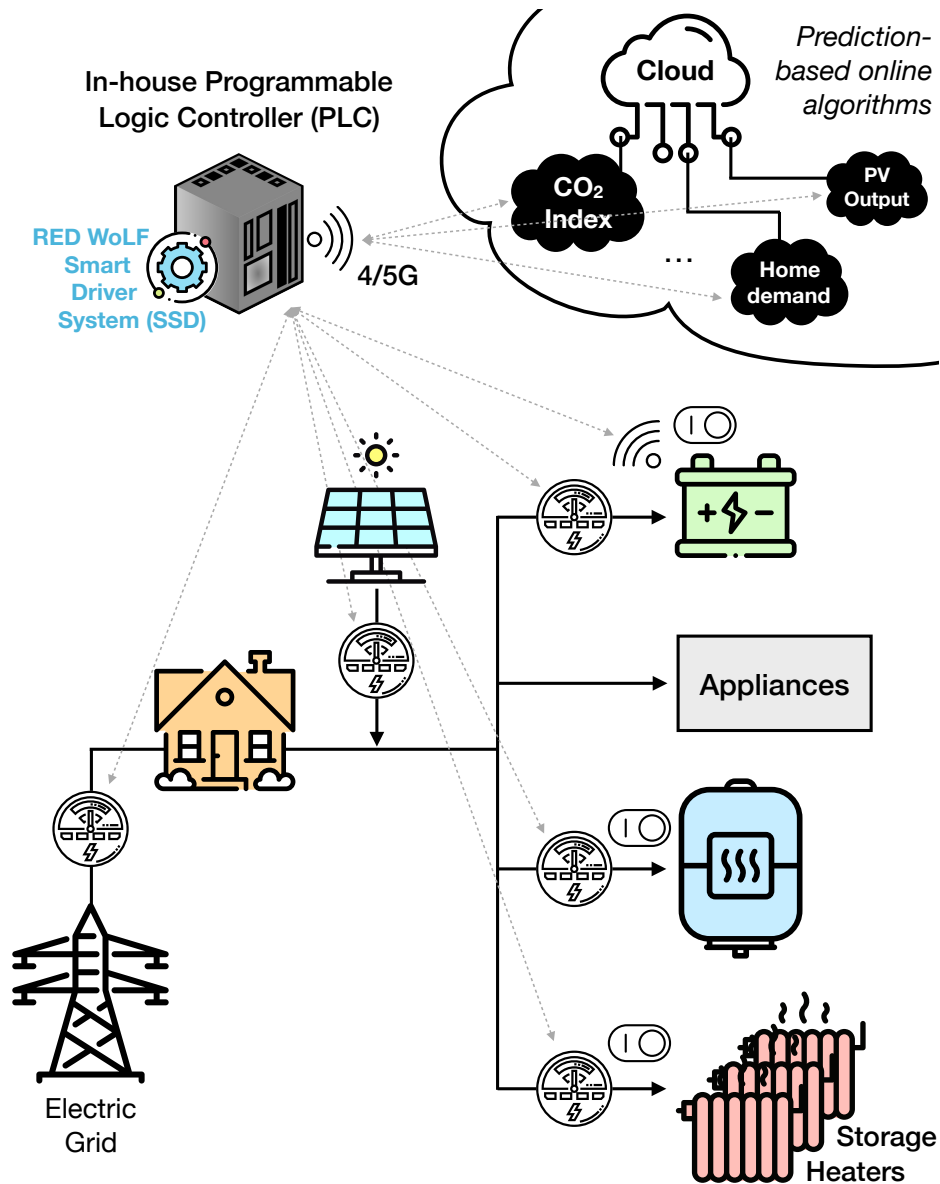 Prediction-
based online
algorithms
Cloud
In-house Programmable
Logic Controller (PLC)
CO₂
Index
PV
Output
RED WoLF
Smart
Driver
System (SSD)
4/5G
...
Home
demand
Appliances
Electric
Grid
Storage
Heaters